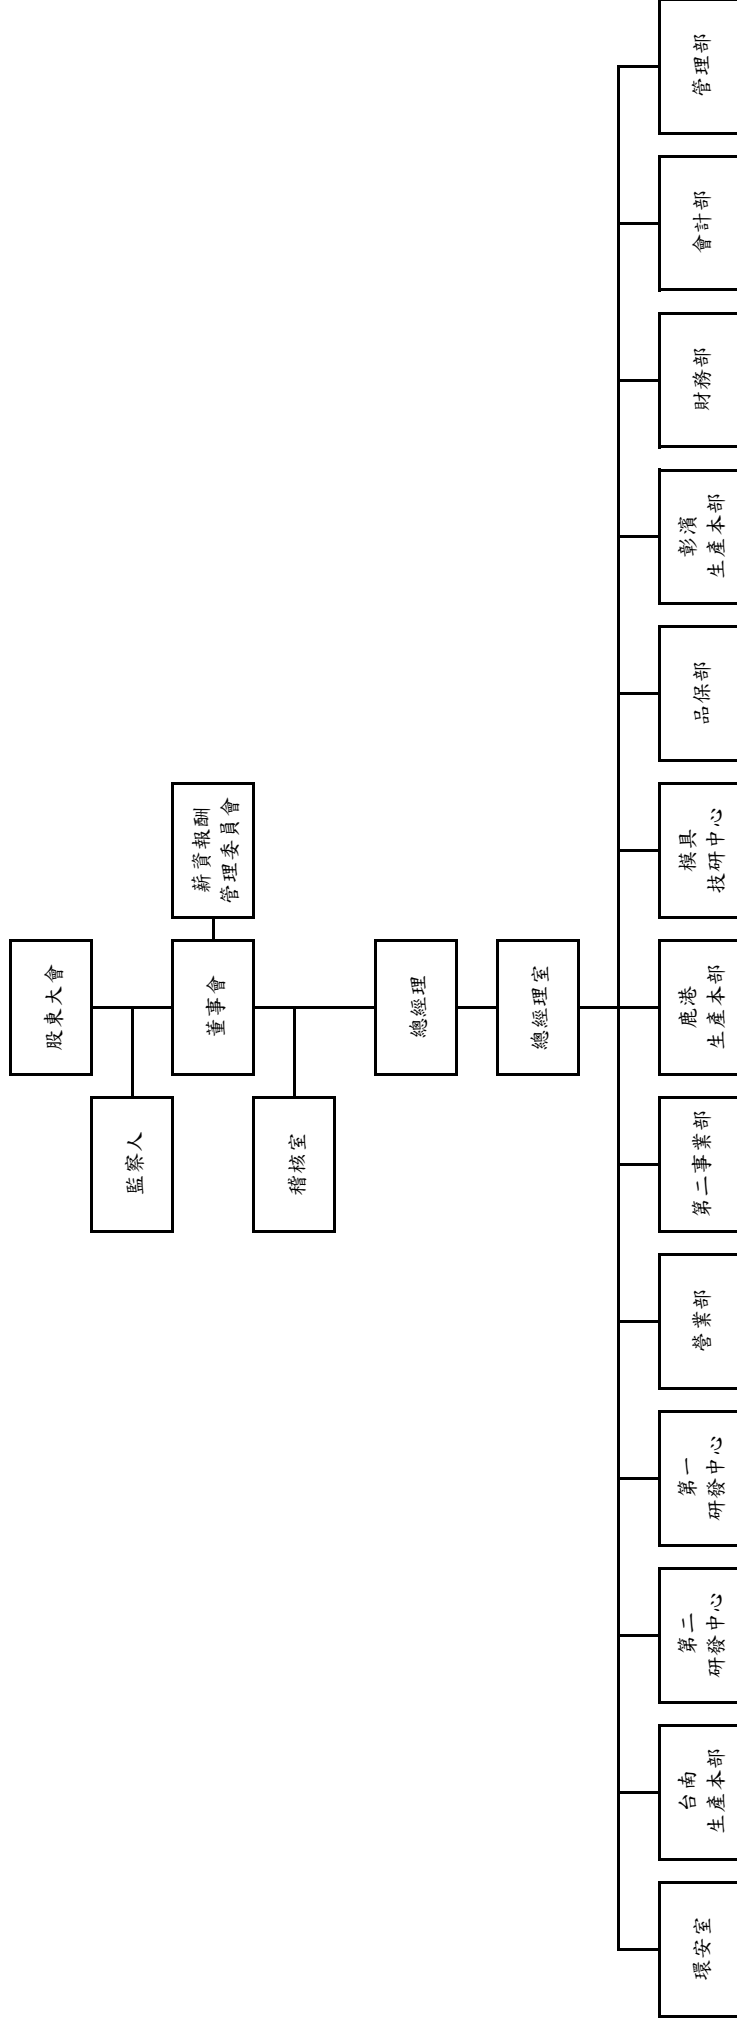 股東大會
監察人
薪資報酬
管理委員會
董事會
稽核室
總經理
總經理室
環安室
台南
生產本部
第二
研發中心
第一
研發中心
營業部
第二事業部
鹿港
生產本部
模具
技研中心
品保部
彰濱
生產本部
財務部
會計部
管理部